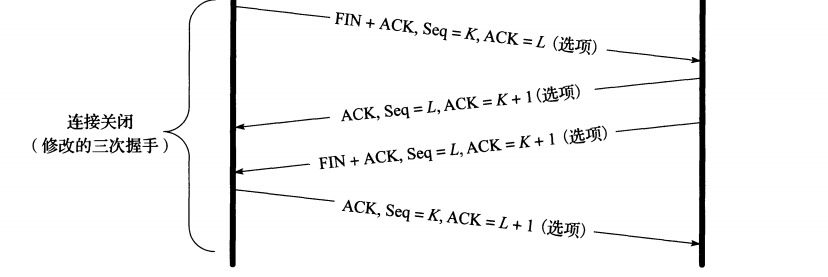 FIN + ACK, Seq = K, ACK = L (选项)
ACK, Seq = L, ACK = K + 1(选项)
连接关闭
(修改的三次握手)
FIN + ACK, Seq = L, ACK = K + 1 (选项)
ACK, Seq = K, ACK = L + 1 (选项)